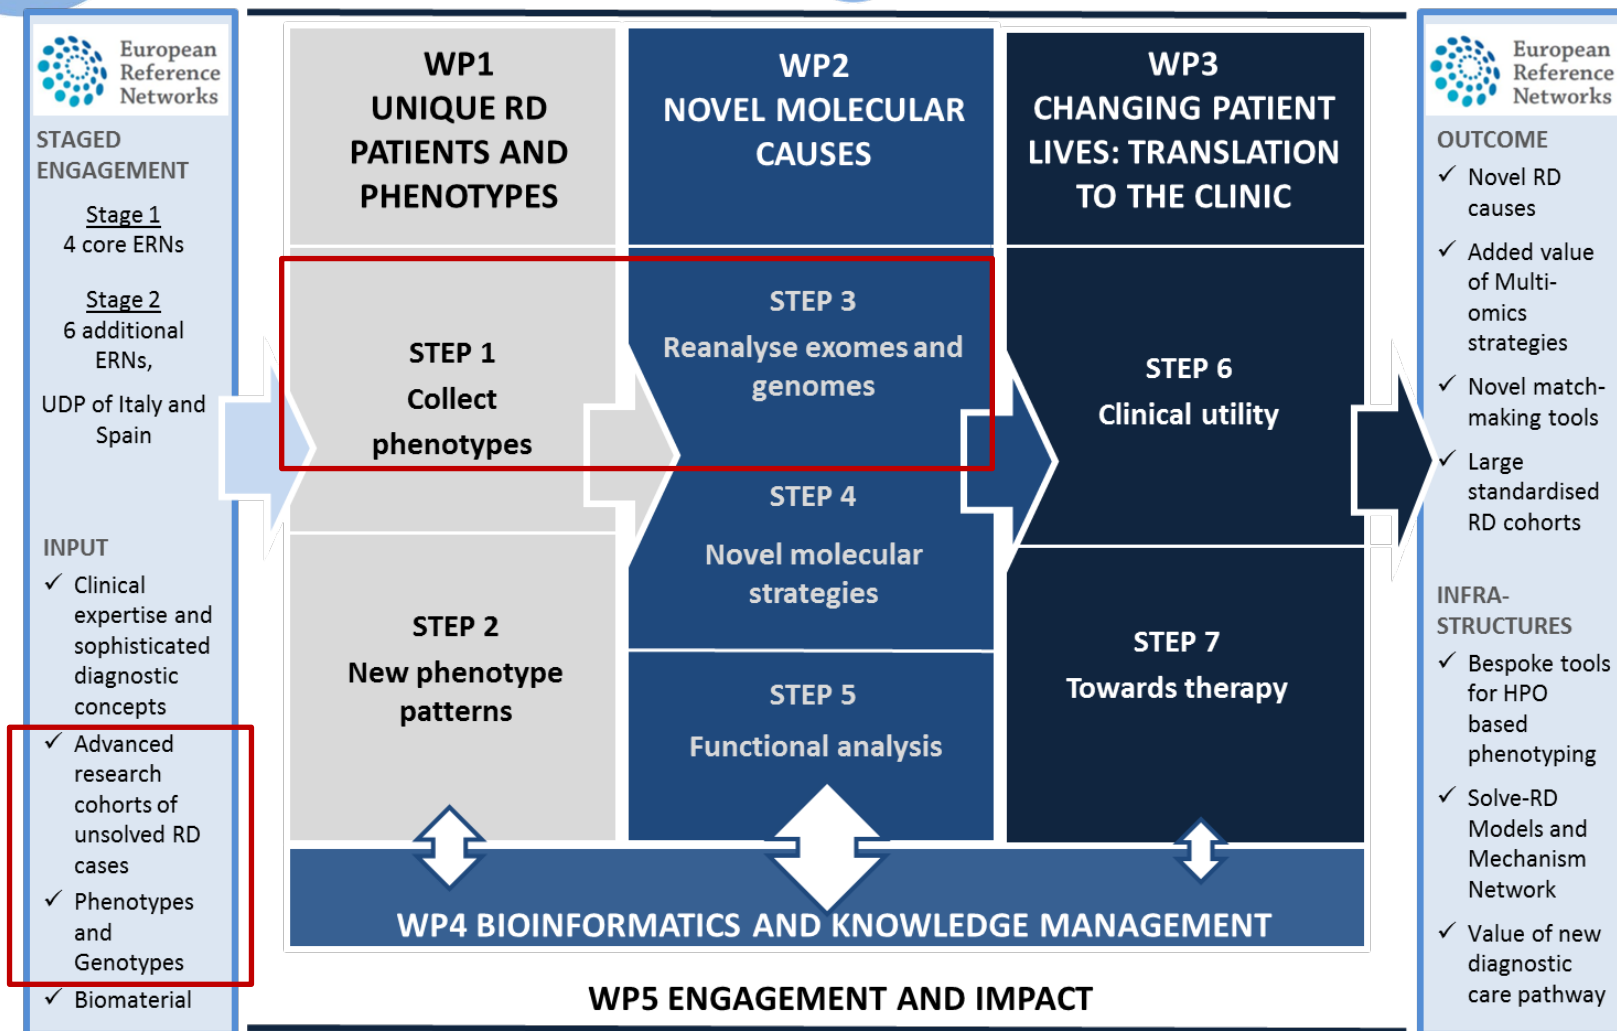 European
Reference
Networks
STAGED
ENGAGEMENT
Stage 1
4 core ERNs
Stage 2
6 additional
ERNs,
UDP of Italy and
Spain
INPUT
✓ Clinical
expertise and
sophisticated
diagnostic
concepts
✓ Advanced
research
cohorts of
unsolved RD
cases
✓ Phenotypes
and
Genotypes
✓ Biomaterial
WP1
UNIQUE RD
PATIENTS AND
PHENOTYPES
STEP 1
Collect
phenotypes
STEP 2
New phenotype
patterns
WP2
NOVEL MOLECULAR
CAUSES
STEP 3
Reanalyse exomes and
genomes
STEP 4
Novel molecular
strategies
STEP 5
Functional analysis
WP3
CHANGING PATIENT
LIVES: TRANSLATION
TO THE CLINIC
STEP 6
Clinical utility
STEP 7
Towards therapy
WP4 BIOINFORMATICS AND KNOWLEDGE MANAGEMENT
WP5 ENGAGEMENT AND IMPACT
European
Reference
Networks
OUTCOME
✓ Novel RD
causes
✓ Added value
of Multi-
omics
strategies
✓ Novel match-
making tools
✓ Large
standardised
RD cohorts
INFRA-
STRUCTURES
✓ Bespoke tools
for HPO
based
phenotyping
✓ Solve-RD
Models and
Mechanism
Network
✓ Value of new
diagnostic
care pathway